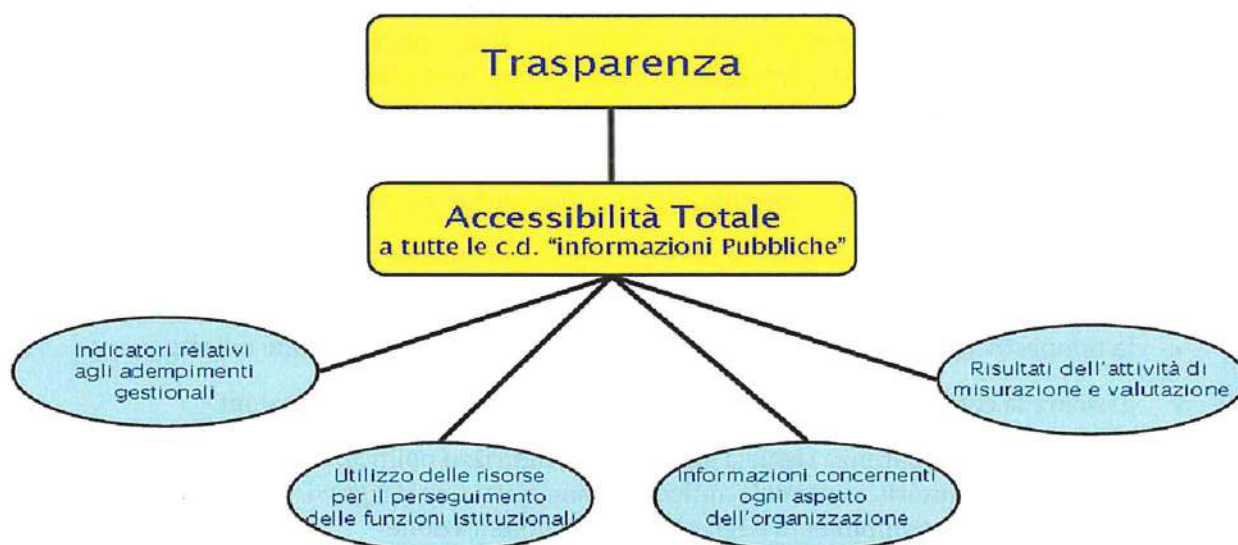 Trasparenza
Accessibilità Totale
a tutte le c.d. “informazioni Pubbliche”
Indicatori relativi
agli adempimenti
gestionali
Utilizzo delle risorse
per il perseguimento
delle funzioni istituzionali
Informazioni concernenti
ogni aspetto
dell'organizzazione
Risultati dell'attività di
misurazione e valutazione